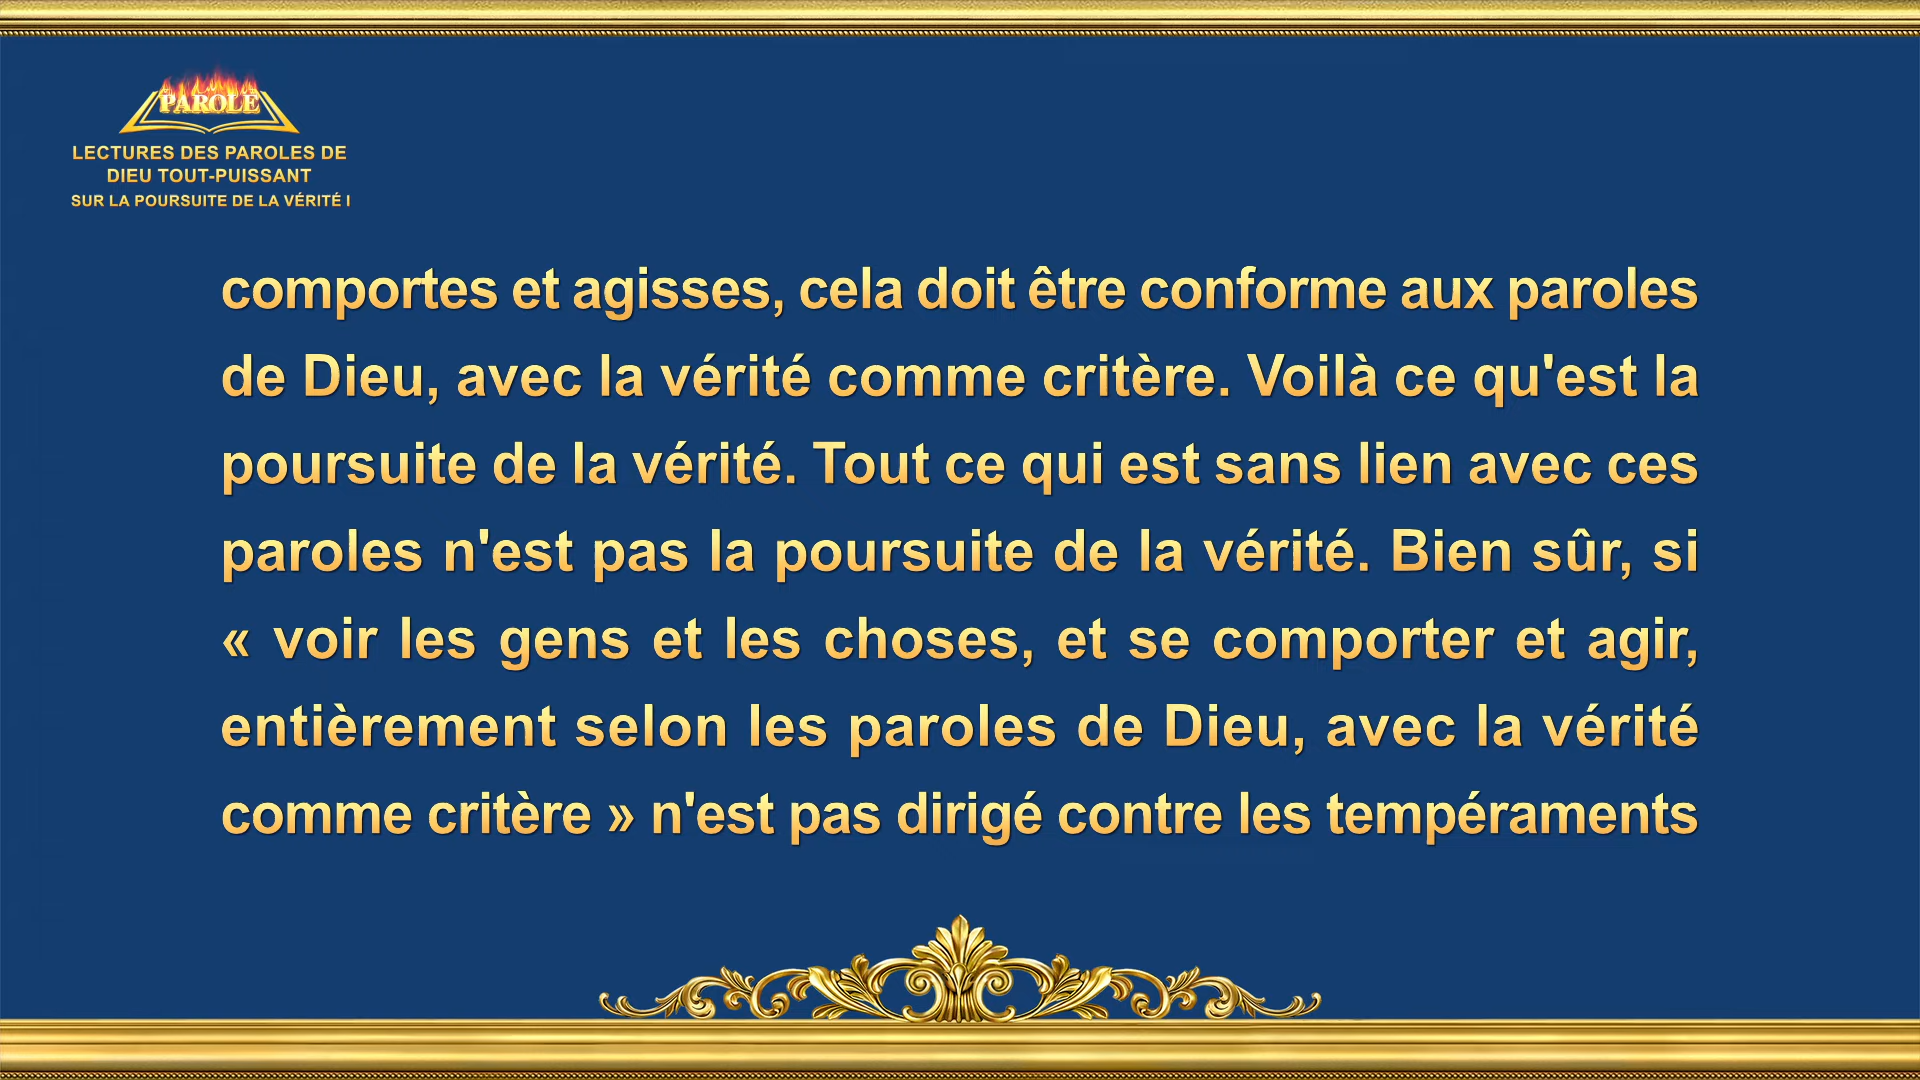 PAROLE
LECTURES DES PAROLES DE
DIEU TOUT-PUISSANT
SUR LA POURSUITE DE LA VÉRITÉ I
comportes et agisses, cela doit être conforme aux paroles
de Dieu, avec la vérité comme critère. Voilà ce qu'est la
poursuite de la vérité. Tout ce qui est sans lien avec ces
paroles n'est pas la poursuite de la vérité. Bien sûr, si
« voir les gens et les choses, et se comporter et agir,
entièrement selon les paroles de Dieu, avec la vérité
comme critère » n'est pas dirigé contre les tempéraments